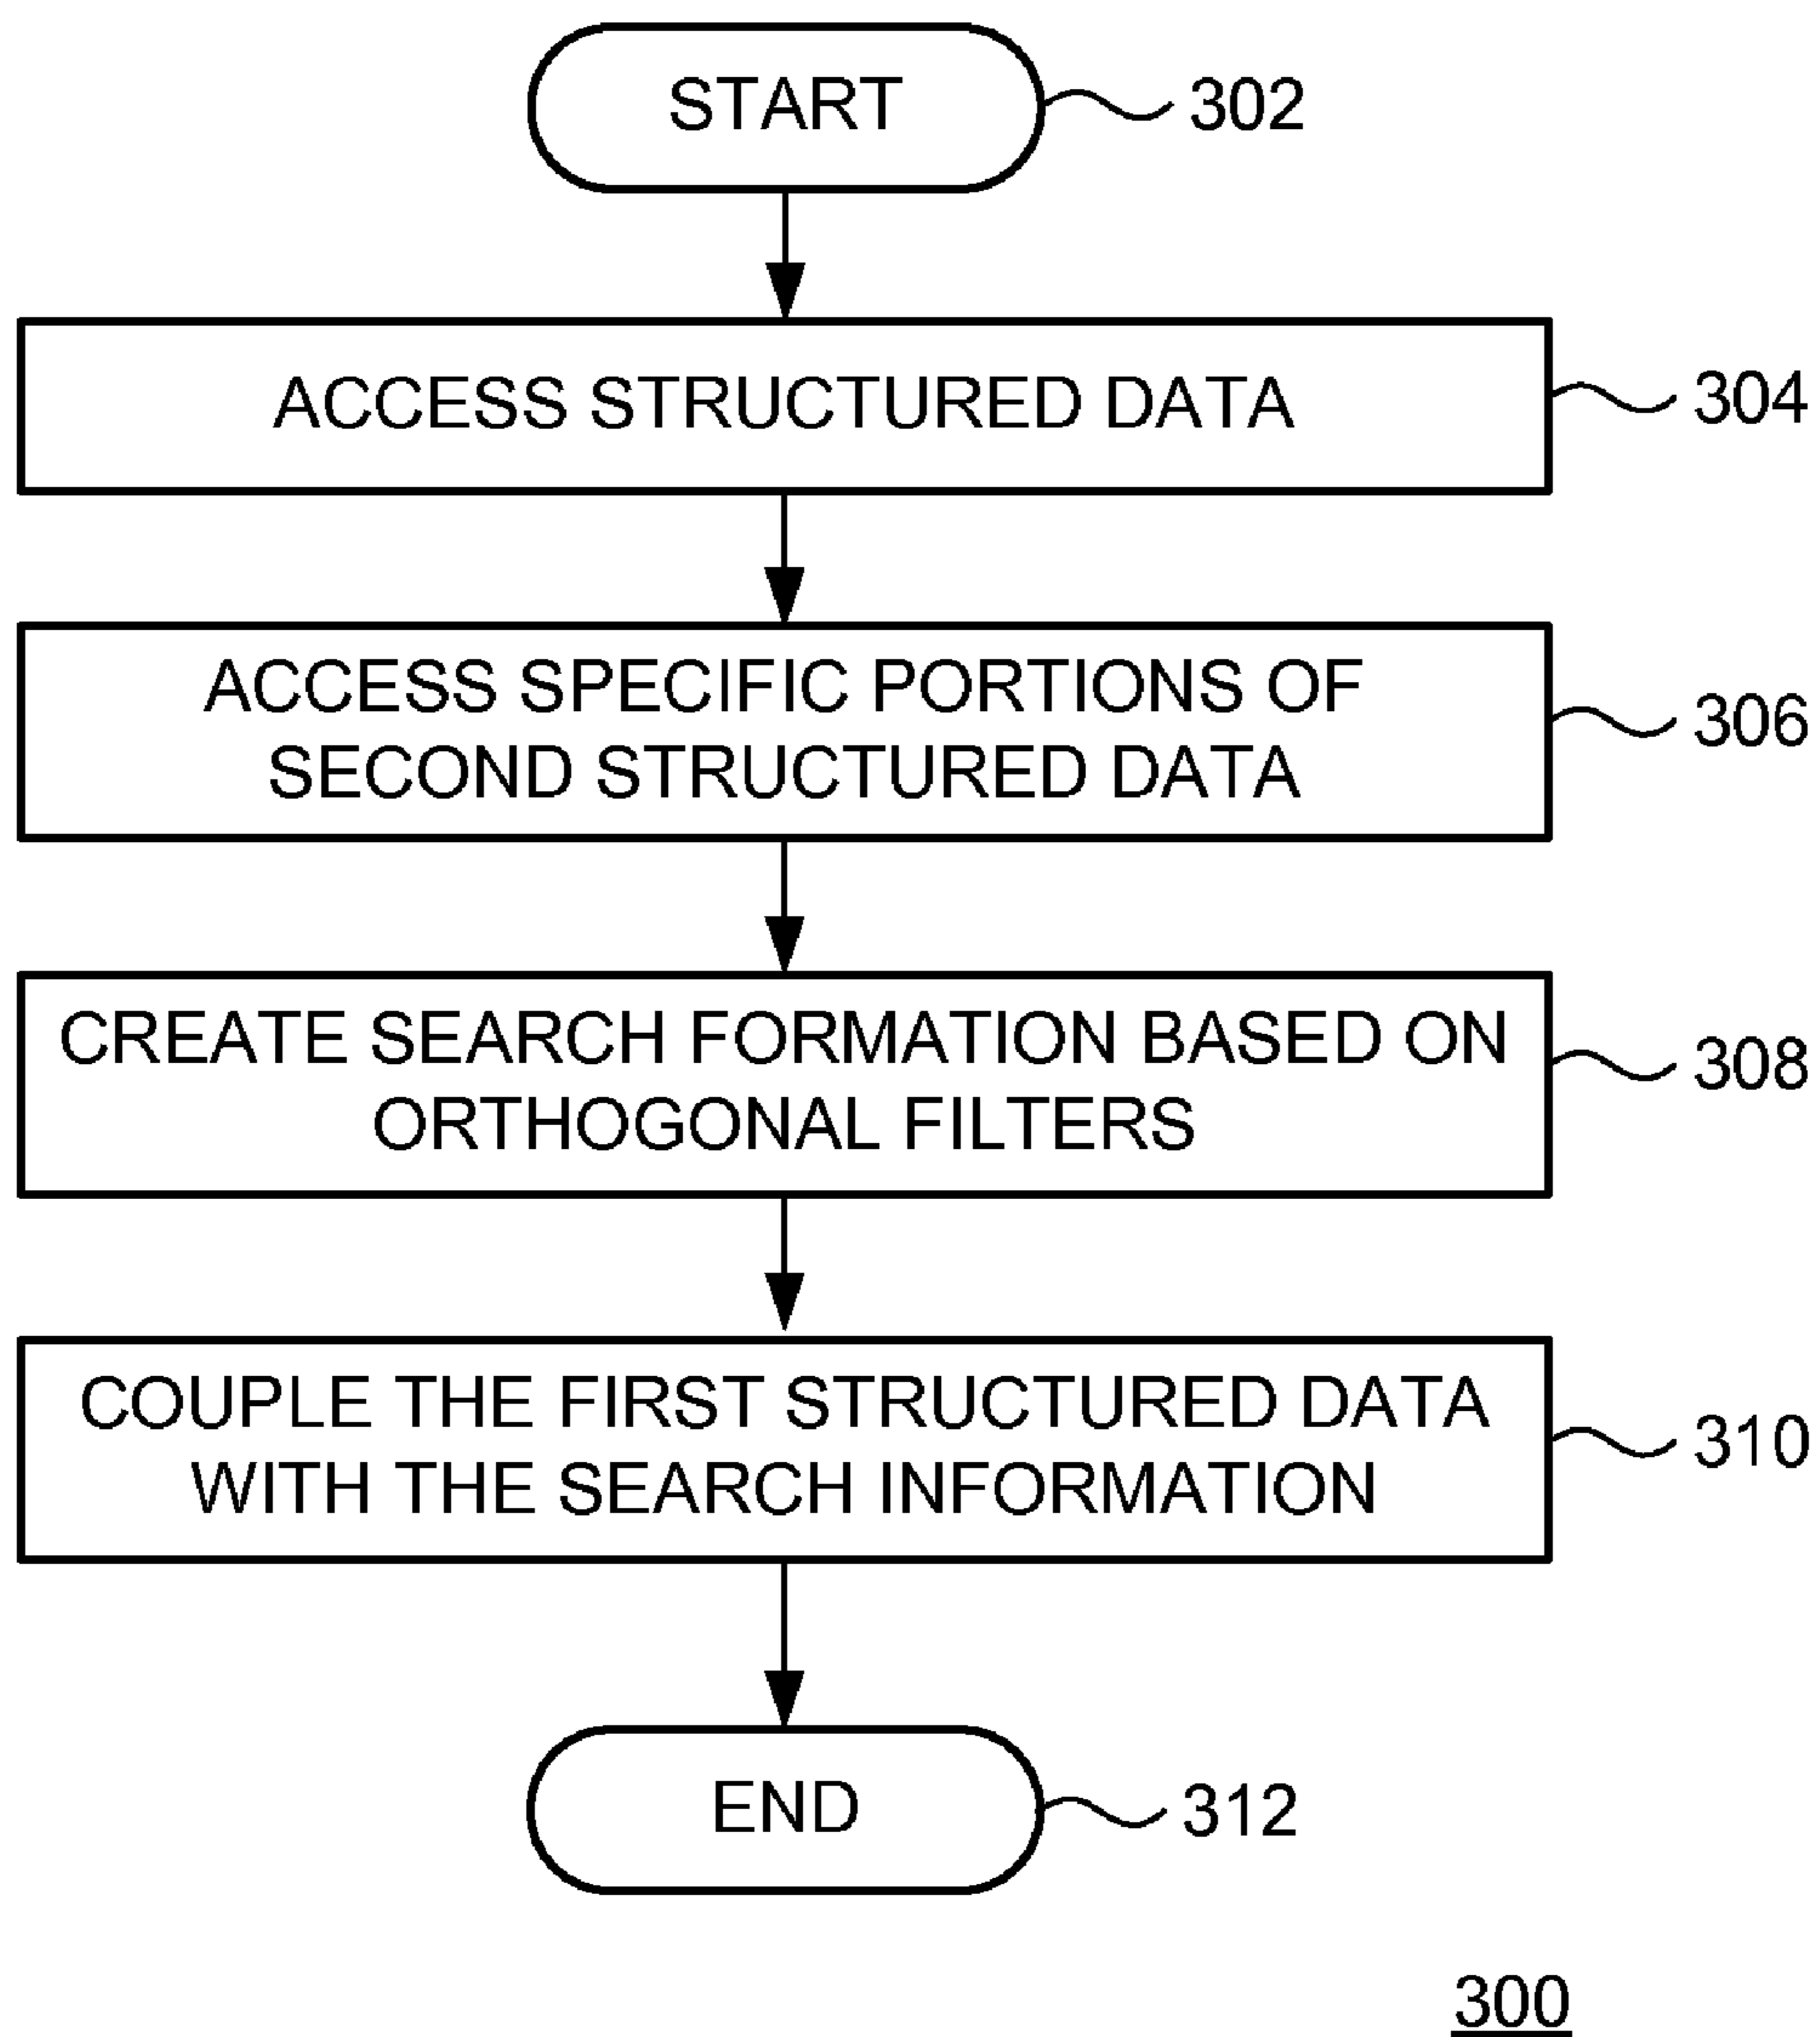 START
302
ACCESS STRUCTURED DATA
304
ACCESS SPECIFIC PORTIONS OF
SECOND STRUCTURED DATA
306
CREATE SEARCH FORMATION BASED ON
ORTHOGONAL FILTERS
308
COUPLE THE FIRST STRUCTURED DATA
WITH THE SEARCH INFORMATION
310
END
312
300